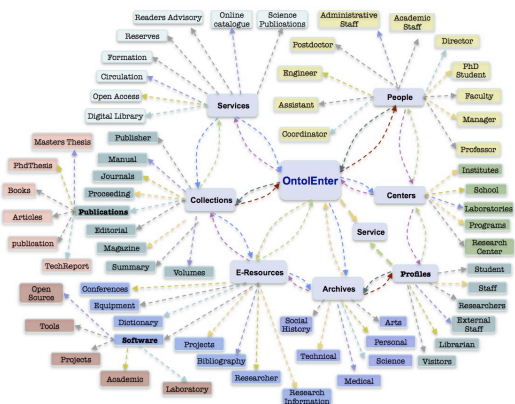 Readers Advisory
Online
catalogue
Science
Publications
Reserves
Formation
Circulation
Open Access
Digital Library
Services
Administrative
Staff
Academic
Staff
Postdoctor
Director
Engineer
PhD
Student
People
Faculty
Assistant
Manager
Coordinator
Professor
Masters Thesis
Publisher
Manual
PhdThesis
Journals
Proceeding
Books
Collections
Publications
Articles
Editorial
publication
Magazine
TechReport
Summary
Volumes
OntolEnter
Institutes
School
Centers
Laboratories
Programs
Research
Center
Service
E-Resources
Archives
Profiles
Student
Staff
Researchers
External
Staff
Librarian
Visitors
Open
Source
Conferences
Equipment
Dictionary
Tools
Software
Projects
Projects
Bibliography
Academic
Researcher
Laboratory
Research
Information
Social
History
Arts
Technical
Personal
Science
Medical